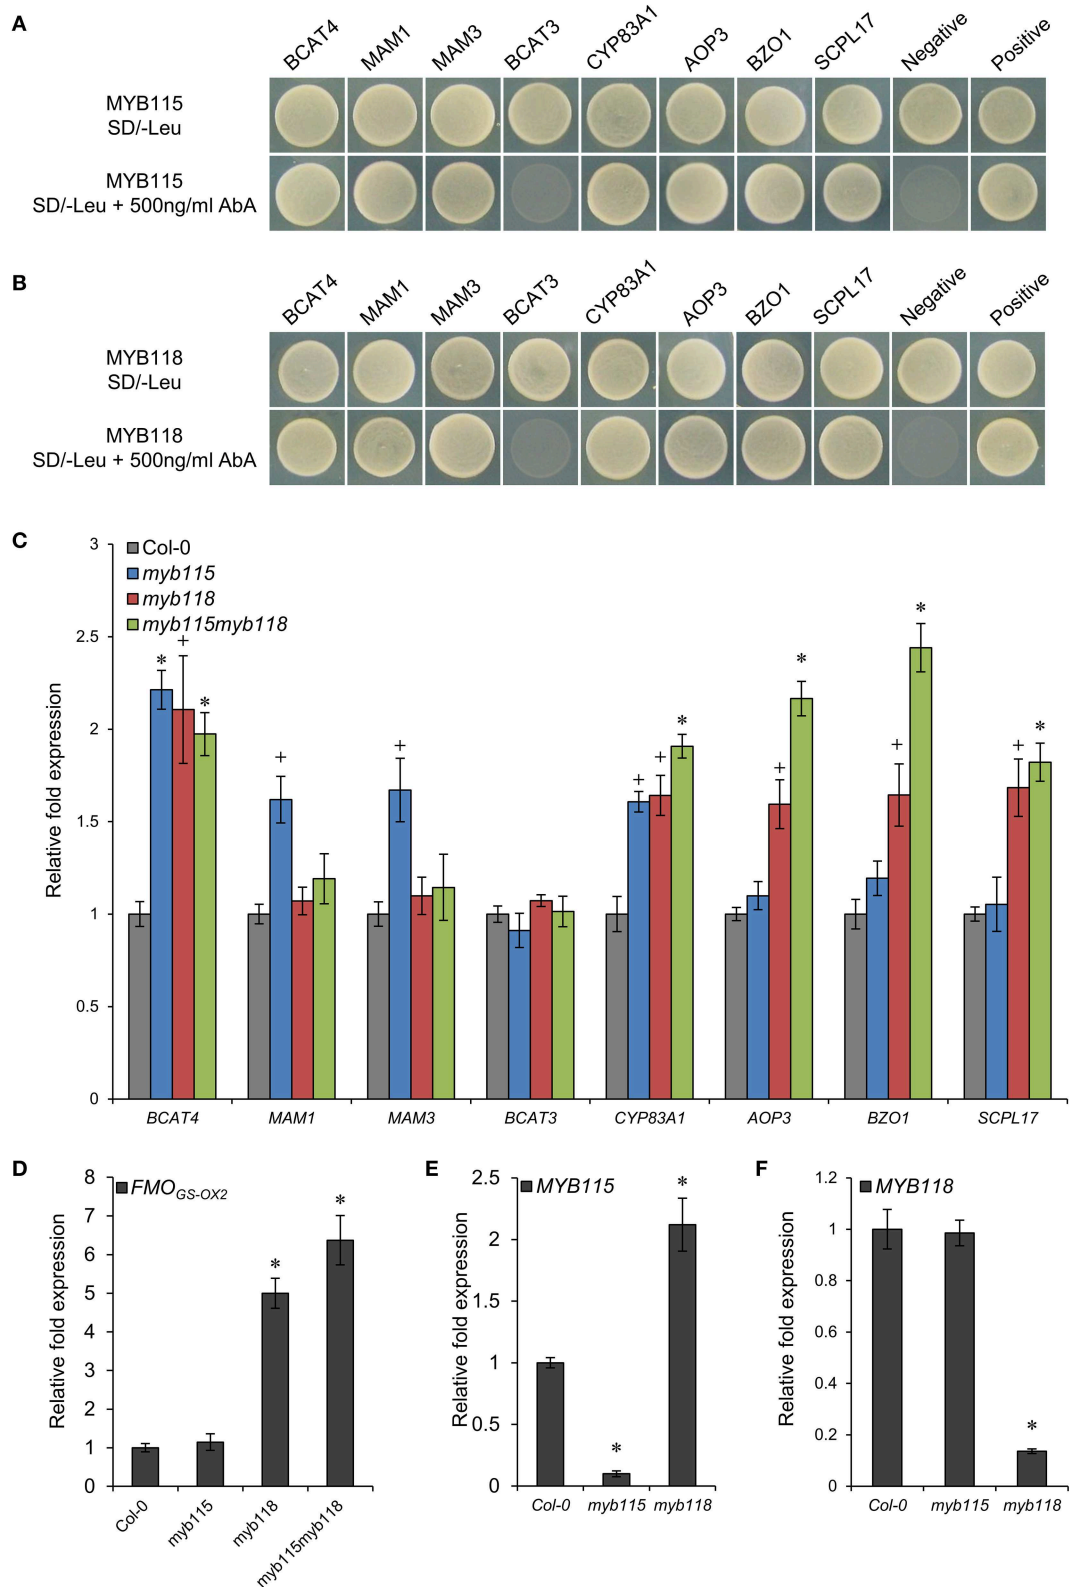 A
BCAT4 MAM1 MAM3 BCAT3 CYP83A1 AOP3 BZO1 SCPL17 Negative Positive
MYB115
SD/-Leu
MYB115
SD/-Leu + 500ng/ml AbA
B
BCAT4 MAM1 MAM3 BCAT3 CYP83A1 AOP3 BZO1 SCPL17 Negative Positive
MYB118
SD/-Leu
MYB118
SD/-Leu + 500ng/ml AbA
C
Relative fold expression
3
2.5
2
1.5
1
0.5
0
Col-0
myb115
myb118
myb115myb118
* + * + + + + * + * + * + *
BCAT4 MAM1 MAM3 BCAT3 CYP83A1 AOP3 BZO1 SCPL17
D
Relative fold expression
8
7
6
5
4
3
2
1
0
FMO GS-OX2
* *
Col-0 myb115 myb118 myb115myb118
E
Relative fold expression
2.5
2
1.5
1
0.5
0
MYB115
* *
Col-0 myb115 myb118
F
Relative fold expression
1.2
1
0.8
0.6
0.4
0.2
0
MYB118
*
Col-0 myb115 myb118